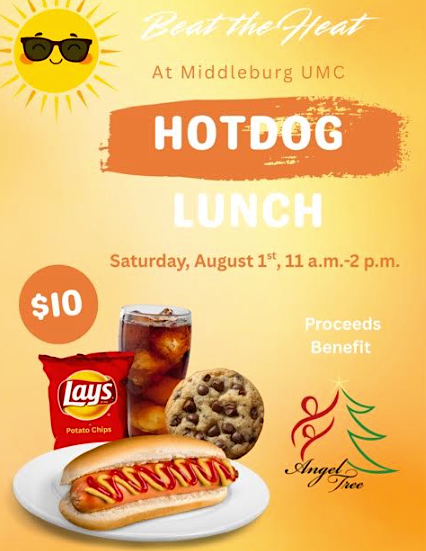 Beat the Heat
At Middleburg UMC
HOTDOG
LUNCH
Saturday, August 1st, 11 a.m.-2 p.m.
$10
Proceeds
Benefit
Lay's
Potato Chips
Angel
Tree